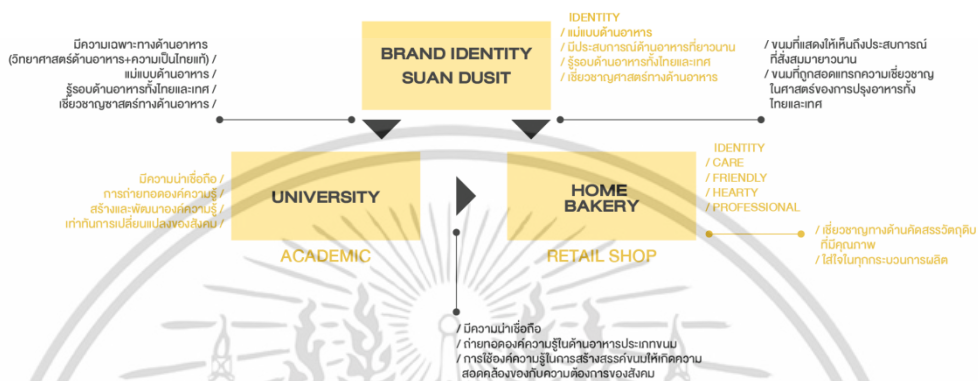 IDENTITY
/ แม่แบบด้านอาหาร
/ มีประสบการณ์ด้านอาหารที่ยาวนาน
/ รู้รอบด้านอาหารทั้งไทยและเทศ
/ เชี่ยวชาญศาสตร์ทางด้านอาหาร
BRAND IDENTITY
SUAN DUSIT
มีความเฉพาะทางด้านอาหาร
(วิทยาศาสตร์ด้านอาหาร+ความเป็นไทยแท้) /
แม่แบบด้านอาหาร /
รู้รอบด้านอาหารทั้งไทยและเทศ /
เชี่ยวชาญศาสตร์ทางด้านอาหาร /
/ ขนมที่แสดงให้เห็นถึงประสบการณ์
ที่สั่งสมมายาวนาน
/ ขนมที่ถูกสอดแทรกความเชี่ยวชาญ
ในศาสตร์ของการปรุงอาหารทั้ง
ไทยและเทศ
มีความน่าเชื่อถือ /
การถ่ายทอดองค์ความรู้ /
สร้างและพัฒนาองค์ความรู้ /
เท่าทันการเปลี่ยนแปลงของสังคม /
UNIVERSITY
ACADEMIC
HOME
BAKERY
RETAIL SHOP
IDENTITY
/ CARE
/ FRIENDLY
/ HEARTY
/ PROFESSIONAL
/ เชี่ยวชาญทางด้านคัดสรรวัตถุดิบ
ที่มีคุณภาพ
/ ใส่ใจในทุกกระบวนการผลิต
/ มีความน่าเชื่อถือ
/ ถ่ายทอดองค์ความรู้ในด้านอาหารประเภทขนม
/ การใช้องค์ความรู้ในการสร้างสรรค์ขนมให้เกิดความ
สอดคล้องของกับความต้องการของสังคม